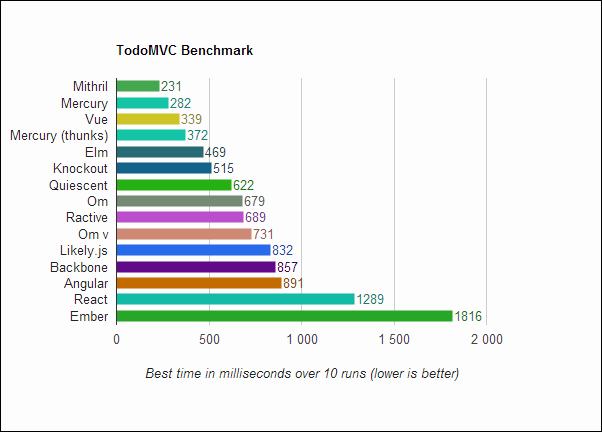 TodoMVC Benchmark
Mithril 231
Mercury 282
Vue 339
Mercury (thunks) 372
Elm 469
Knockout 515
Quiescent 622
Om 679
Ractive 689
Om v 731
Likely.js 832
Backbone 857
Angular 891
React 1289
Ember 1816
0 500 1 000 1 500 2 000
Best time in milliseconds over 10 runs (lower is better)